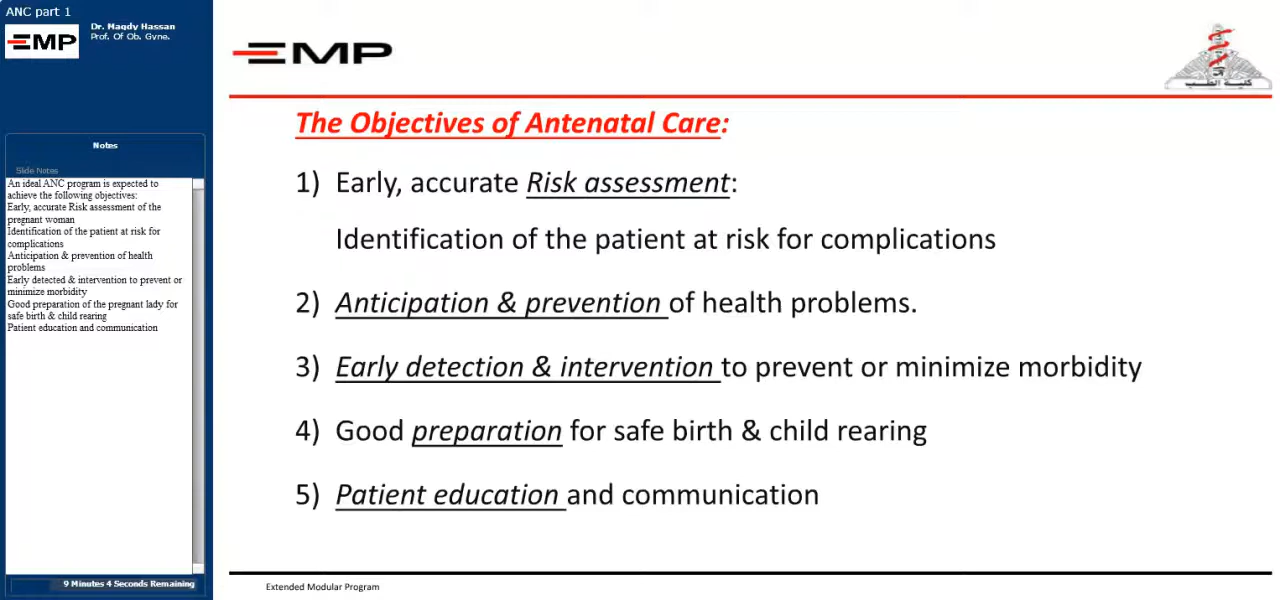 ANC part 1
EMP
Dr. Maqdy Hassan
Prof. Of Ob. Gyne.
Notes
Slide Notes
An ideal ANC program is expected to
achieve the following objectives:
Early, accurate Risk assessment of the
pregnant woman
Identification of the patient at risk for
complications
Anticipation & prevention of health
problems
Early detected & intervention to prevent or
minimize morbidity
Good preparation of the pregnant lady for
safe birth & child rearing
Patient education and communication
9 Minutes 4 Seconds Remaining
EMP
كلية الطب
The Objectives of Antenatal Care:
1) Early, accurate Risk assessment:
Identification of the patient at risk for complications
2) Anticipation & prevention of health problems.
3) Early detection & intervention to prevent or minimize morbidity
4) Good preparation for safe birth & child rearing
5) Patient education and communication
Extended Modular Program